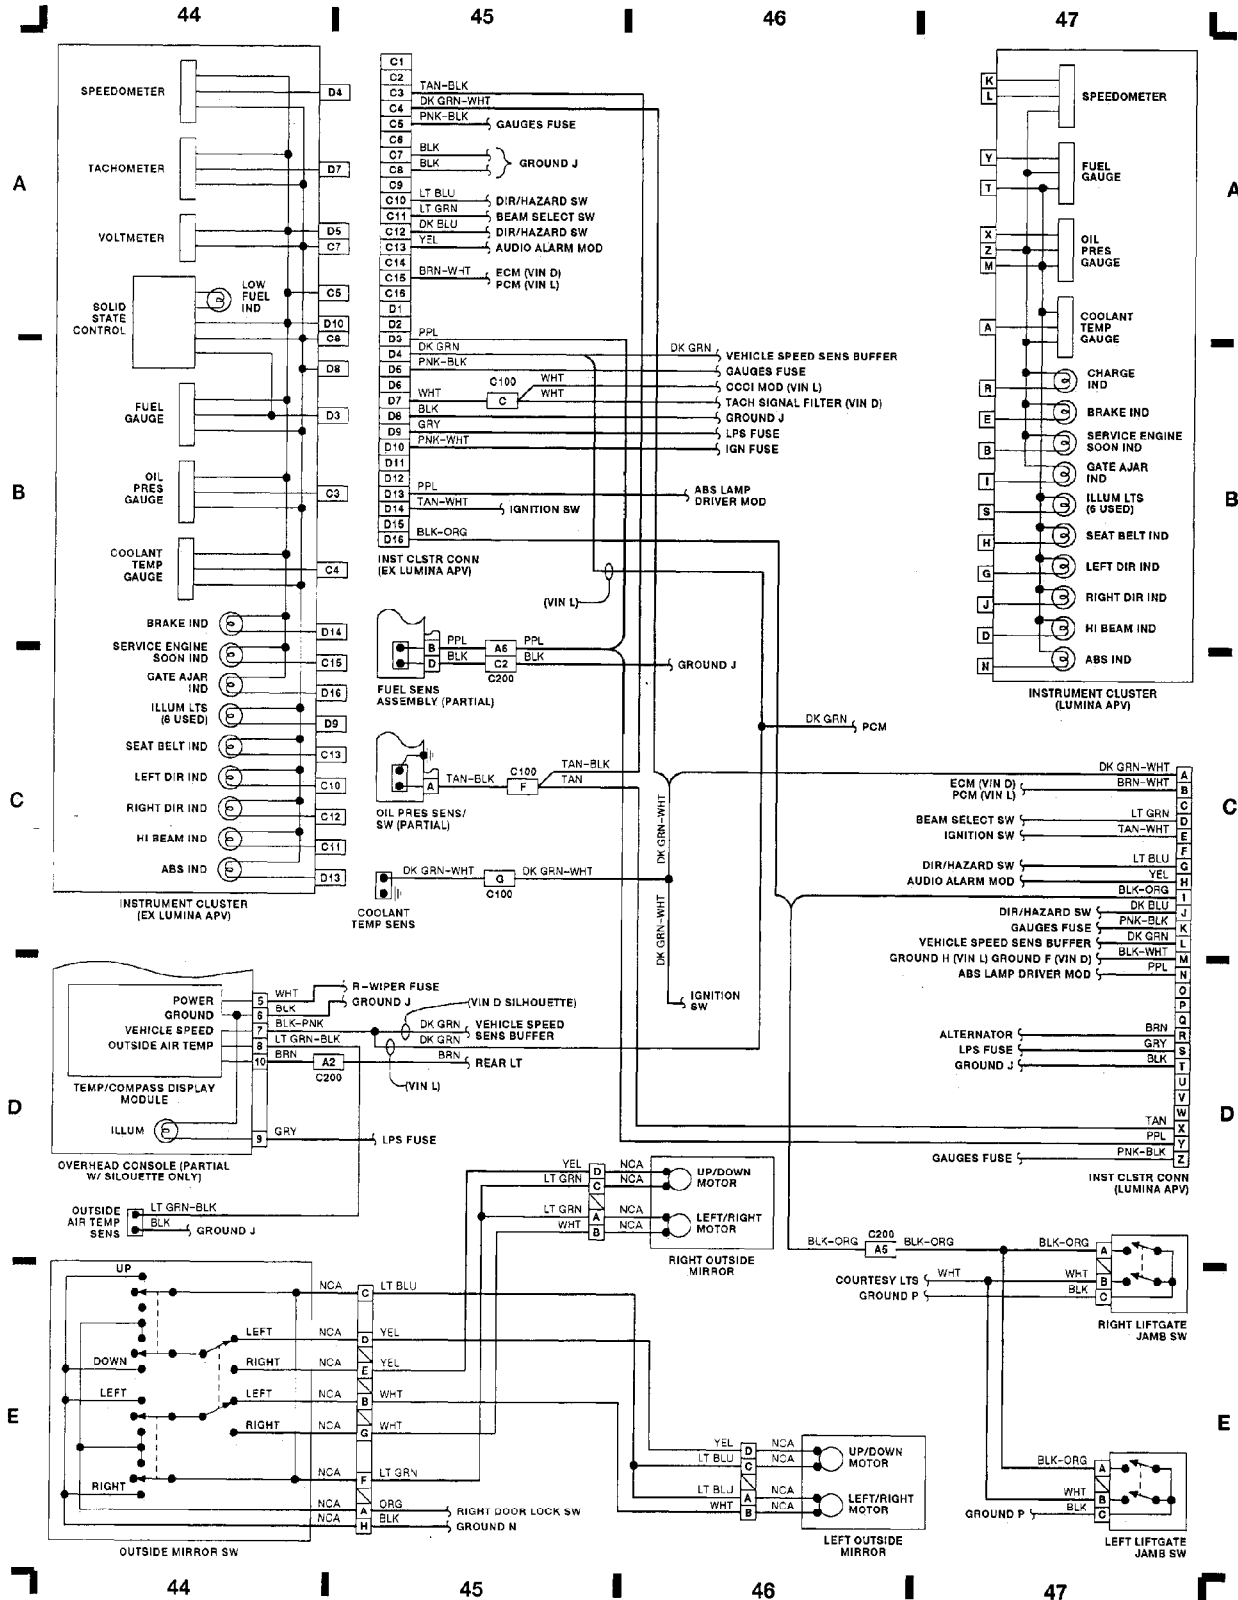 44 45 46 47
A
B
C
D
E
A
B
C
D
E
SPEEDOMETER
D4
TACHOMETER
D7
VOLTMETER
D5
C7
LOW
FUEL
IND
C5
SOLID
STATE
CONTROL
D10
C8
D8
FUEL
GAUGE
D3
OIL
PRES
GAUGE
C3
COOLANT
TEMP
GAUGE
C4
BRAKE IND
D14
SERVICE ENGINE
SOON IND
C15
GATE AJAR
IND
D16
ILLUM LTS
(6 USED)
D9
SEAT BELT IND
C13
LEFT DIR IND
C10
RIGHT DIR IND
C12
HI BEAM IND
C11
ABS IND
D13
INSTRUMENT CLUSTER
(EX LUMINA APV)
C1
C2
C3 TAN-BLK
C4 DK GRN-WHT
C5 PNK-BLK GAUGES FUSE
C6
C7 BLK
C8 BLK
GROUND J
C9
C10 LT BLU DIR/HAZARD SW
C11 LT GRN BEAM SELECT SW
C12 DK BLU DIR/HAZARD SW
C13 YEL AUDIO ALARM MOD
C14
C15 BRN-WHT ECM (VIN D)
PCM (VIN L)
C16
D1
D2
D3 PPL
D4 DK GRN DK GRN VEHICLE SPEED SENS BUFFER
D5 PNK-BLK GAUGES FUSE
D6
C100
WHT CCCI MOD (VIN L)
D7 WHT C WHT TACH SIGNAL FILTER (VIN D)
D8 BLK GROUND J
D9 GRY LPS FUSE
D10 PNK-WHT IGN FUSE
D11
D12
D13 PPL ABS LAMP
DRIVER MOD
D14 TAN-WHT IGNITION SW
D15
D16 BLK-ORG
INST CLSTR CONN
(EX LUMINA APV)
(VIN L)
B PPL A6 PPL
D BLK C2 BLK GROUND J
C200
FUEL SENS
ASSEMBLY (PARTIAL)
DK GRN PCM
A TAN-BLK C100 F TAN-BLK
TAN
OIL PRES SENS/
SW (PARTIAL)
DK GRN-WHT G DK GRN-WHT
C100
COOLANT
TEMP SENS
DK GRN-WHT
DK GRN-WHT
IGNITION
SW
K
L
SPEEDOMETER
Y
T
FUEL
GAUGE
X
Z
M
OIL
PRES
GAUGE
A
COOLANT
TEMP
GAUGE
R
CHARGE
IND
E
BRAKE IND
B
SERVICE ENGINE
SOON IND
I
GATE AJAR
IND
S
ILLUM LTS
(6 USED)
H
SEAT BELT IND
G
LEFT DIR IND
J
RIGHT DIR IND
D
HI BEAM IND
N
ABS IND
INSTRUMENT CLUSTER
(LUMINA APV)
DK GRN-WHT A
ECM (VIN D)
PCM (VIN L) BRN-WHT B
C
BEAM SELECT SW LT GRN D
IGNITION SW TAN-WHT E
F
DIR/HAZARD SW LT BLU G
AUDIO ALARM MOD YEL H
BLK-ORG I
DIR/HAZARD SW DK BLU J
GAUGES FUSE PNK-BLK K
VEHICLE SPEED SENS BUFFER DK GRN L
GROUND H (VIN L) GROUND F (VIN D) BLK-WHT M
ABS LAMP DRIVER MOD PPL N
O
P
Q
ALTERNATOR BRN R
LPS FUSE GRY S
GROUND J BLK T
U
V
W
TAN X
PPL Y
GAUGES FUSE PNK-BLK Z
INST CLSTR CONN
(LUMINA APV)
POWER 5 WHT R-WIPER FUSE
GROUND 6 BLK GROUND J
(VIN D SILHOUETTE)
VEHICLE SPEED 7 BLK-PNK DK GRN VEHICLE SPEED
SENS BUFFER
OUTSIDE AIR TEMP 8 LT GRN-BLK DK GRN
10 BRN A2 BRN REAR LT
C200
(VIN L)
TEMP/COMPASS DISPLAY
MODULE
ILLUM 9 GRY LPS FUSE
OVERHEAD CONSOLE (PARTIAL
W/ SILOUETTE ONLY)
OUTSIDE
AIR TEMP
SENS
LT GRN-BLK
BLK GROUND J
YEL D NCA
LT GRN C NCA
UP/DOWN
MOTOR
LT GRN A NCA
WHT B NCA
LEFT/RIGHT
MOTOR
RIGHT OUTSIDE
MIRROR
UP
NCA C LT BLU
LEFT NCA D YEL
DOWN
RIGHT NCA E YEL
LEFT
LEFT NCA B WHT
RIGHT NCA G WHT
RIGHT
NCA F LT GRN
NCA A ORG RIGHT DOOR LOCK SW
NCA H BLK GROUND N
OUTSIDE MIRROR SW
YEL D NCA
LT BLU C NCA
UP/DOWN
MOTOR
LT BLU A NCA
WHT B NCA
LEFT/RIGHT
MOTOR
LEFT OUTSIDE
MIRROR
BLK-ORG C200 A5 BLK-ORG BLK-ORG A
COURTESY LTS WHT WHT B
GROUND P BLK C
RIGHT LIFTGATE
JAMB SW
BLK-ORG A
WHT B
GROUND P BLK C
LEFT LIFTGATE
JAMB SW
44 45 46 47